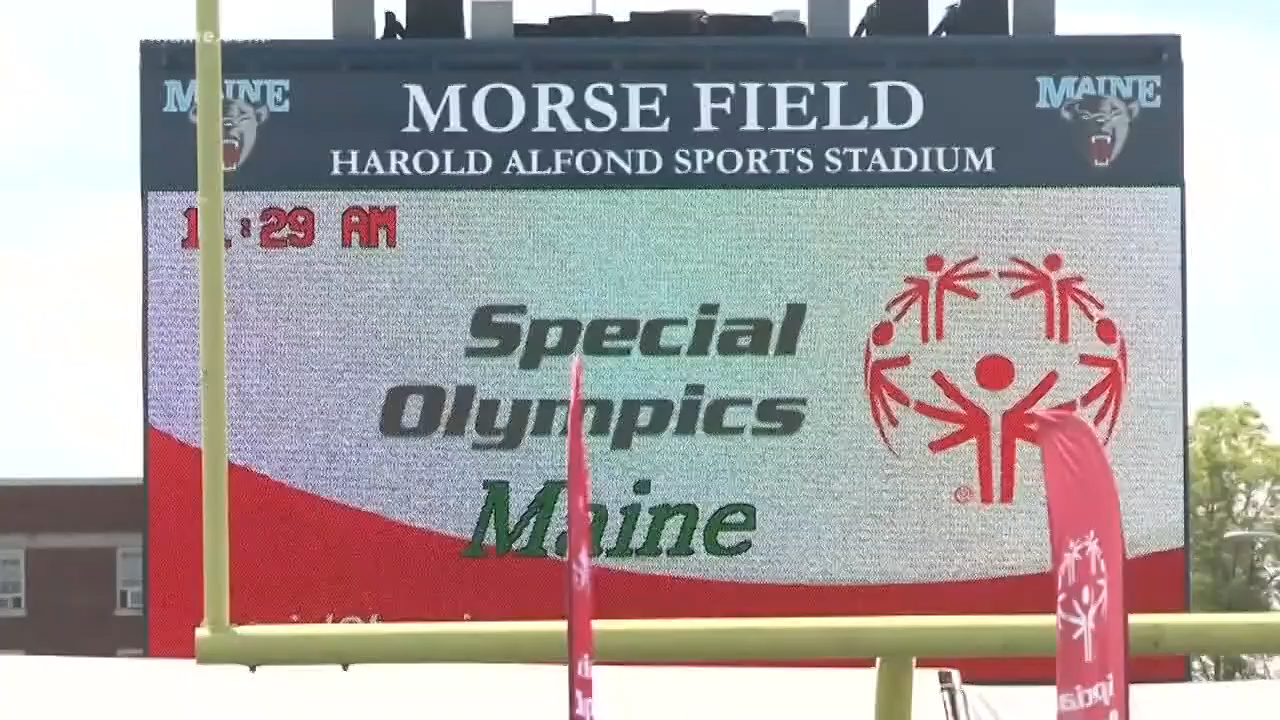 MAINE
MORSE FIELD
MAINE
HAROLD ALFOND SPORTS STADIUM
:29 AM
Special
Olympics
Maine
®